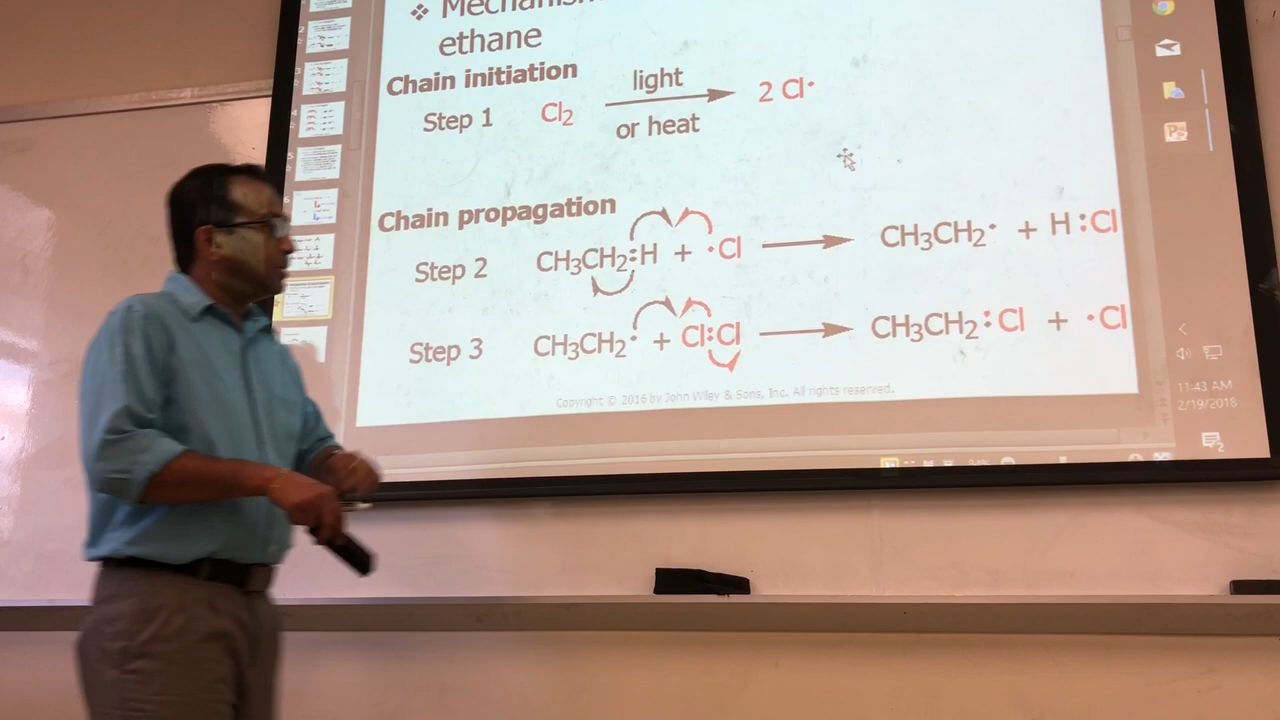 ❖ Mechanism
ethane
Chain initiation
light
Step 1 Cl₂ 2 Cl·
or heat
Chain propagation
Step 2 CH₃CH₂:H + ·Cl → CH₃CH₂· + H:Cl
Step 3 CH₃CH₂· + Cl:Cl → CH₃CH₂:Cl + ·Cl
Copyright © 2016 by John Wiley & Sons, Inc. All rights reserved.
11:43 AM
2/19/2018